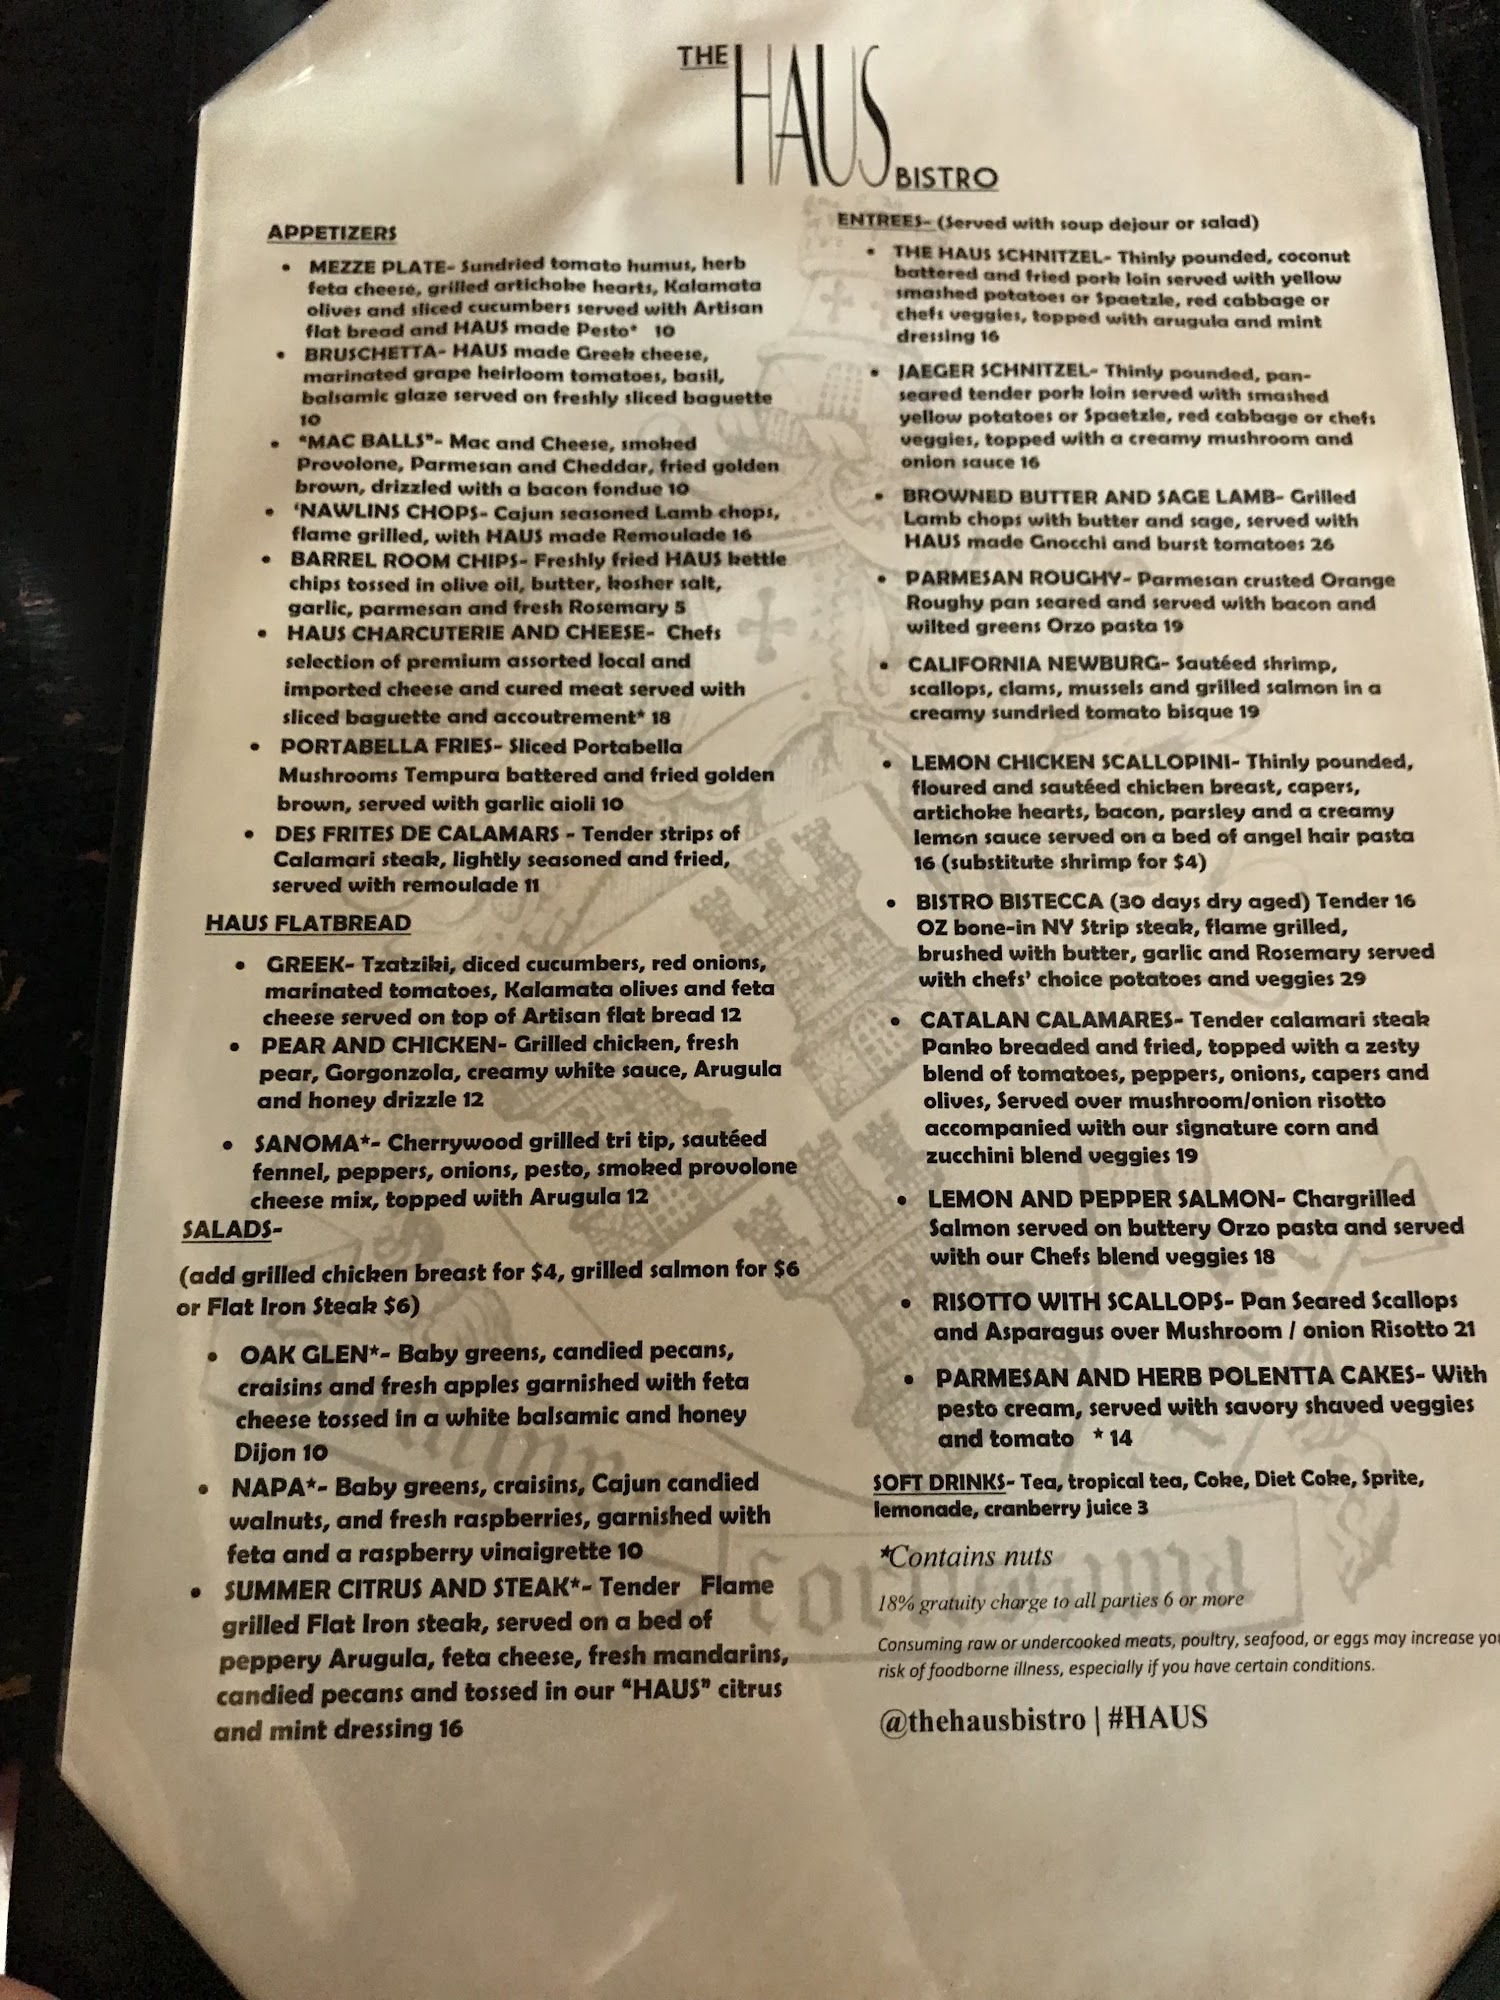 THE HAUS BISTRO
APPETIZERS
• MEZZE PLATE- Sundried tomato humus, herb
feta cheese, grilled artichoke hearts, Kalamata
olives and sliced cucumbers served with Artisan
flat bread and HAUS made Pesto* 10
• BRUSCHETTA- HAUS made Greek cheese,
marinated grape heirloom tomatoes, basil,
balsamic glaze served on freshly sliced baguette
10
• "MAC BALLS"- Mac and Cheese, smoked
Provolone, Parmesan and Cheddar, fried golden
brown, drizzled with a bacon fondue 10
• 'NAWLINS CHOPS- Cajun seasoned Lamb chops,
flame grilled, with HAUS made Remoulade 16
• BARREL ROOM CHIPS- Freshly fried HAUS kettle
chips tossed in olive oil, butter, kosher salt,
garlic, parmesan and fresh Rosemary 5
• HAUS CHARCUTERIE AND CHEESE- Chefs
selection of premium assorted local and
imported cheese and cured meat served with
sliced baguette and accoutrement* 18
• PORTABELLA FRIES- Sliced Portabella
Mushrooms Tempura battered and fried golden
brown, served with garlic aioli 10
• DES FRITES DE CALAMARS - Tender strips of
Calamari steak, lightly seasoned and fried,
served with remoulade 11
HAUS FLATBREAD
• GREEK- Tzatziki, diced cucumbers, red onions,
marinated tomatoes, Kalamata olives and feta
cheese served on top of Artisan flat bread 12
• PEAR AND CHICKEN- Grilled chicken, fresh
pear, Gorgonzola, creamy white sauce, Arugula
and honey drizzle 12
• SANOMA*- Cherrywood grilled tri tip, sautéed
fennel, peppers, onions, pesto, smoked provolone
cheese mix, topped with Arugula 12
SALADS-
(add grilled chicken breast for $4, grilled salmon for $6
or Flat Iron Steak $6)
• OAK GLEN*- Baby greens, candied pecans,
craisins and fresh apples garnished with feta
cheese tossed in a white balsamic and honey
Dijon 10
• NAPA*- Baby greens, craisins, Cajun candied
walnuts, and fresh raspberries, garnished with
feta and a raspberry vinaigrette 10
• SUMMER CITRUS AND STEAK*- Tender Flame
grilled Flat Iron steak, served on a bed of
peppery Arugula, feta cheese, fresh mandarins,
candied pecans and tossed in our "HAUS" citrus
and mint dressing 16
ENTREES- (Served with soup dejour or salad)
• THE HAUS SCHNITZEL- Thinly pounded, coconut
battered and fried pork loin served with yellow
smashed potatoes or Spaetzle, red cabbage or
chefs veggies, topped with arugula and mint
dressing 16
• JAEGER SCHNITZEL- Thinly pounded, pan-
seared tender pork loin served with smashed
yellow potatoes or Spaetzle, red cabbage or chefs
veggies, topped with a creamy mushroom and
onion sauce 16
• BROWNED BUTTER AND SAGE LAMB- Grilled
Lamb chops with butter and sage, served with
HAUS made Gnocchi and burst tomatoes 26
• PARMESAN ROUGHY- Parmesan crusted Orange
Roughy pan seared and served with bacon and
wilted greens Orzo pasta 19
• CALIFORNIA NEWBURG- Sautéed shrimp,
scallops, clams, mussels and grilled salmon in a
creamy sundried tomato bisque 19
• LEMON CHICKEN SCALLOPINI- Thinly pounded,
floured and sautéed chicken breast, capers,
artichoke hearts, bacon, parsley and a creamy
lemon sauce served on a bed of angel hair pasta
16 (substitute shrimp for $4)
• BISTRO BISTECCA (30 days dry aged) Tender 16
OZ bone-in NY Strip steak, flame grilled,
brushed with butter, garlic and Rosemary served
with chefs' choice potatoes and veggies 29
• CATALAN CALAMARES- Tender calamari steak
Panko breaded and fried, topped with a zesty
blend of tomatoes, peppers, onions, capers and
olives, Served over mushroom/onion risotto
accompanied with our signature corn and
zucchini blend veggies 19
• LEMON AND PEPPER SALMON- Chargrilled
Salmon served on buttery Orzo pasta and served
with our Chefs blend veggies 18
• RISOTTO WITH SCALLOPS- Pan Seared Scallops
and Asparagus over Mushroom / onion Risotto 21
• PARMESAN AND HERB POLENTTA CAKES- With
pesto cream, served with savory shaved veggies
and tomato * 14
SOFT DRINKS- Tea, tropical tea, Coke, Diet Coke, Sprite,
lemonade, cranberry juice 3
*Contains nuts
18% gratuity charge to all parties 6 or more
Consuming raw or undercooked meats, poultry, seafood, or eggs may increase you
risk of foodborne illness, especially if you have certain conditions.
@thehausbistro | #HAUS